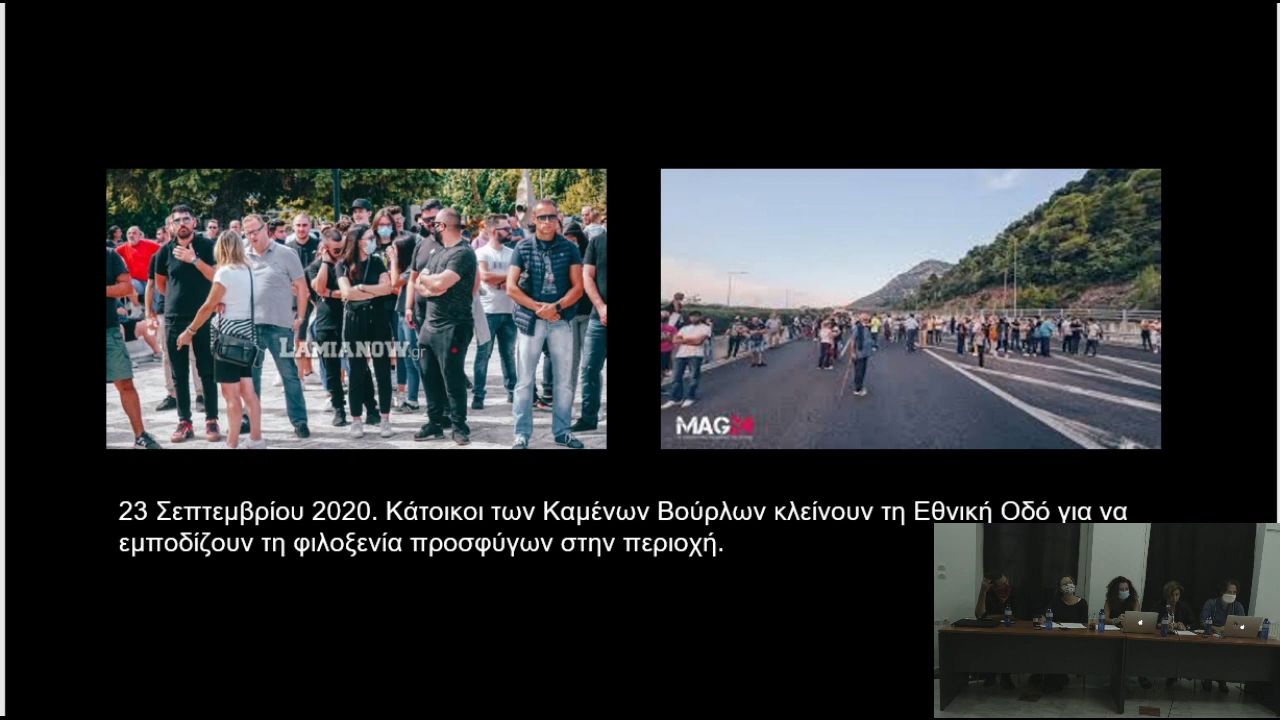 LAMIANOW.gr
MAG24
23 Σεπτεμβρίου 2020. Κάτοικοι των Καμένων Βούρλων κλείνουν τη Εθνική Οδό για να
εμποδίζουν τη φιλοξενία προσφύγων στην περιοχή.